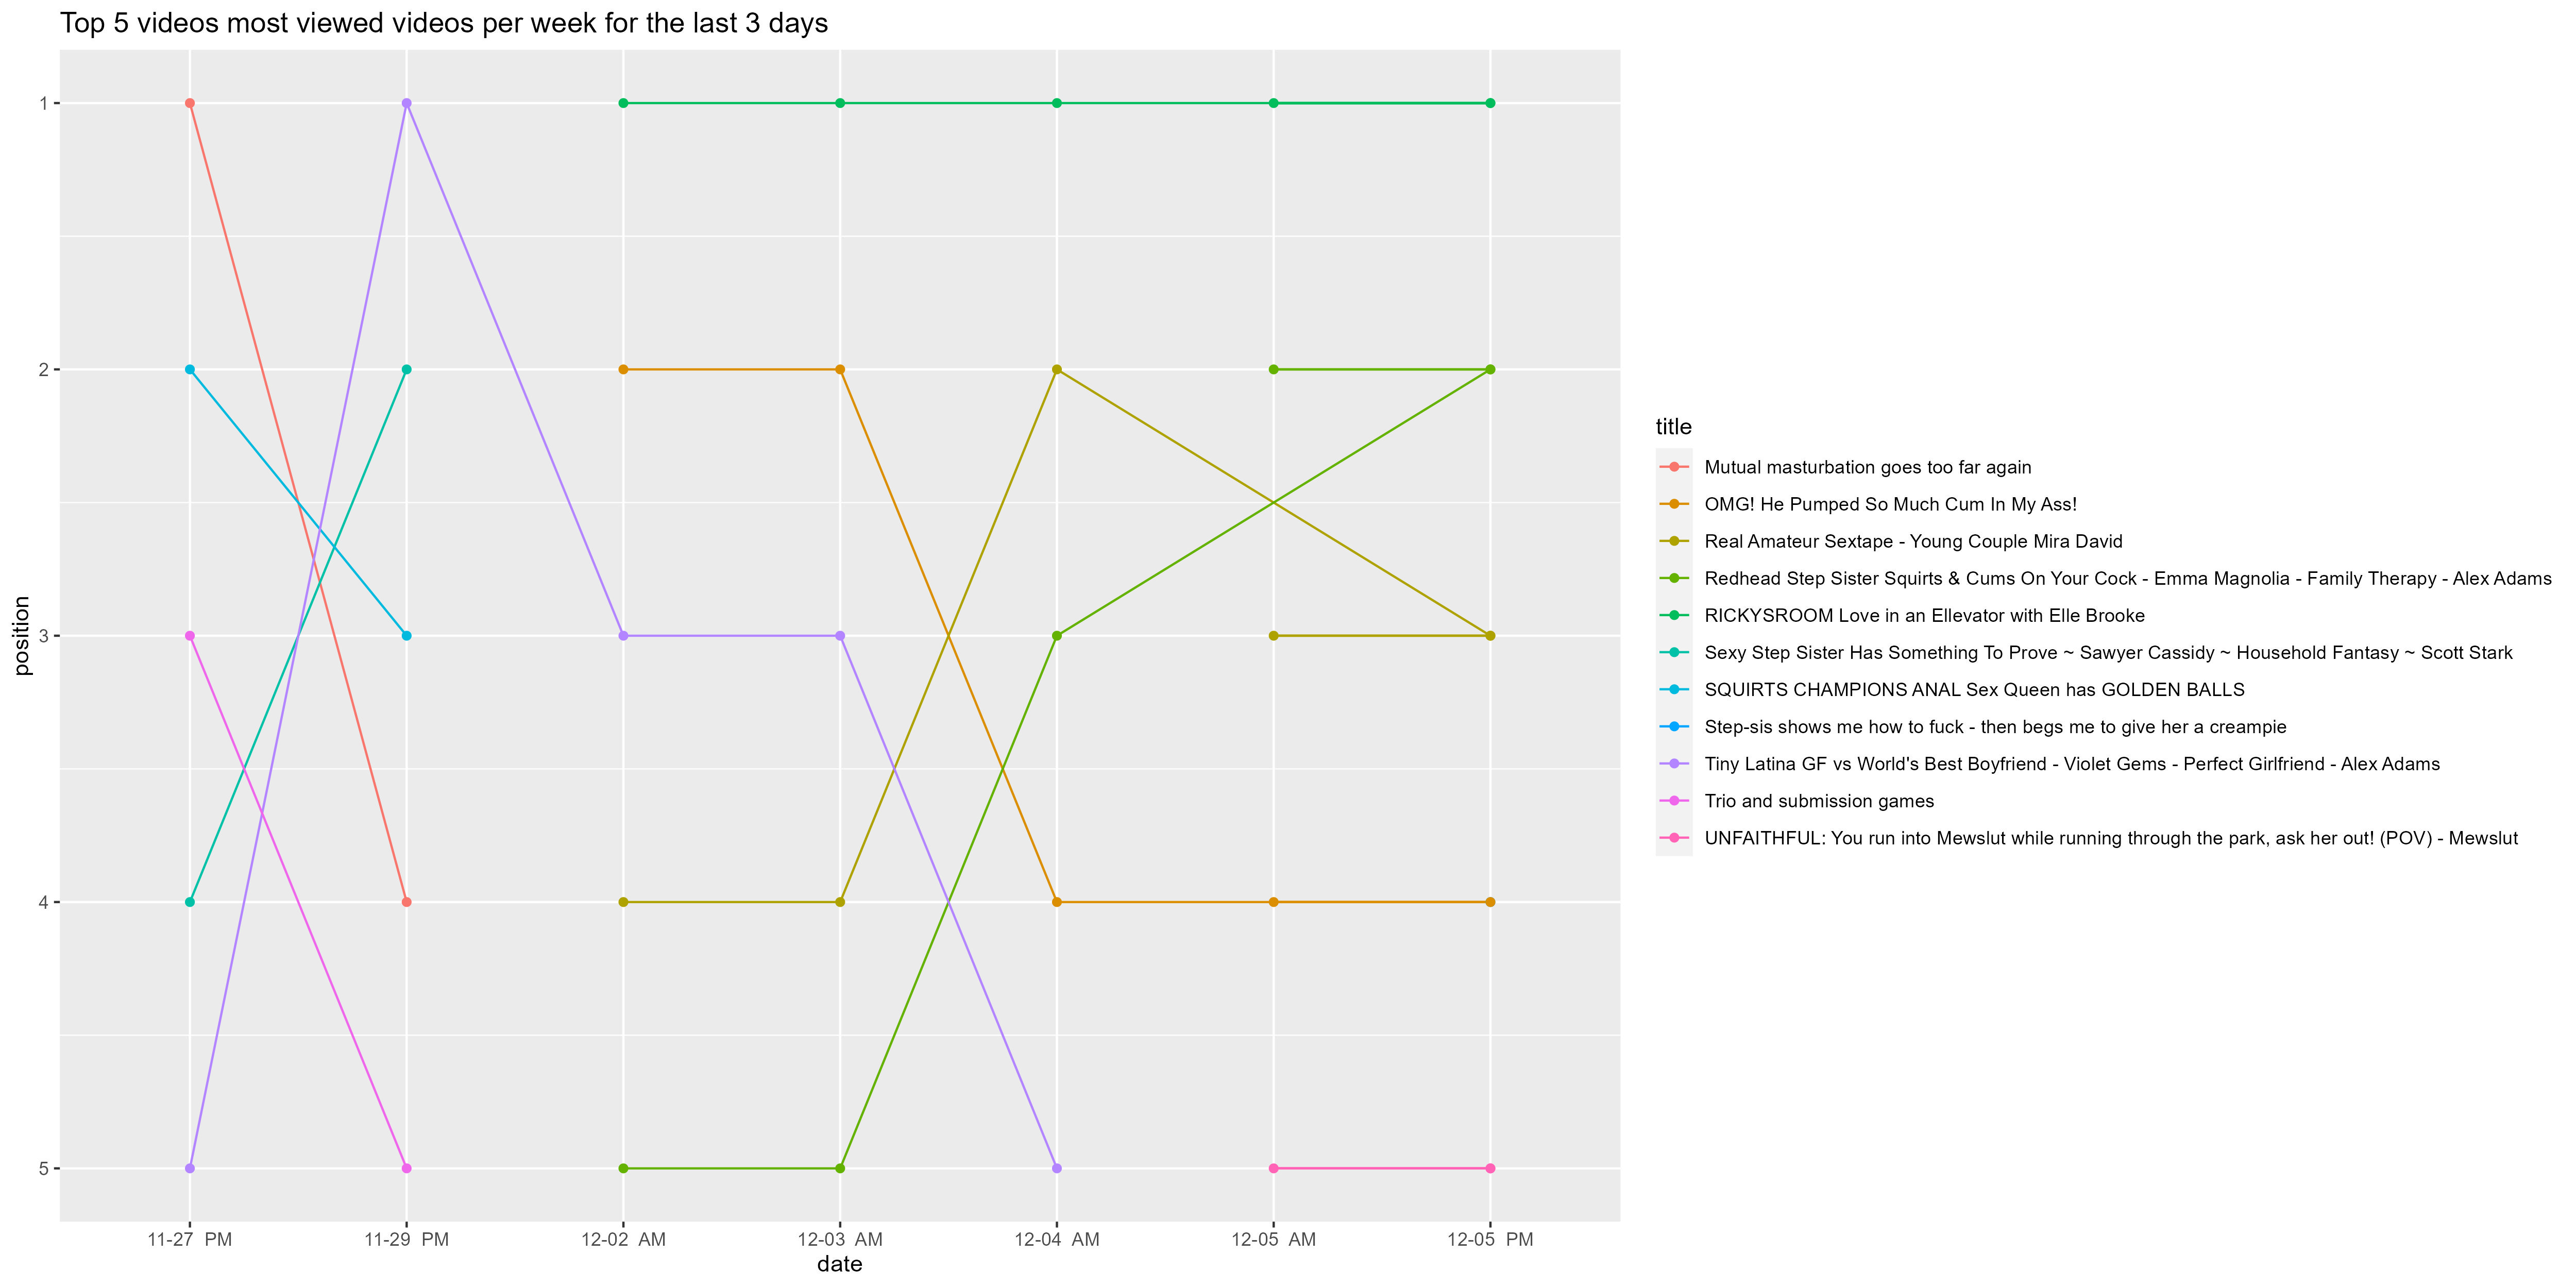 Top 5 videos most viewed videos per week for the last 3 days
1
2
3
4
5
position
11-27 PM
11-29 PM
12-02 AM
12-03 AM
12-04 AM
12-05 AM
12-05 PM
date
title
Mutual masturbation goes too far again
OMG! He Pumped So Much Cum In My Ass!
Real Amateur Sextape - Young Couple Mira David
Redhead Step Sister Squirts & Cums On Your Cock - Emma Magnolia - Family Therapy - Alex Adams
RICKYSROOM Love in an Ellevator with Elle Brooke
Sexy Step Sister Has Something To Prove ~ Sawyer Cassidy ~ Household Fantasy ~ Scott Stark
SQUIRTS CHAMPIONS ANAL Sex Queen has GOLDEN BALLS
Step-sis shows me how to fuck - then begs me to give her a creampie
Tiny Latina GF vs World's Best Boyfriend - Violet Gems - Perfect Girlfriend - Alex Adams
Trio and submission games
UNFAITHFUL: You run into Mewslut while running through the park, ask her out! (POV) - Mewslut